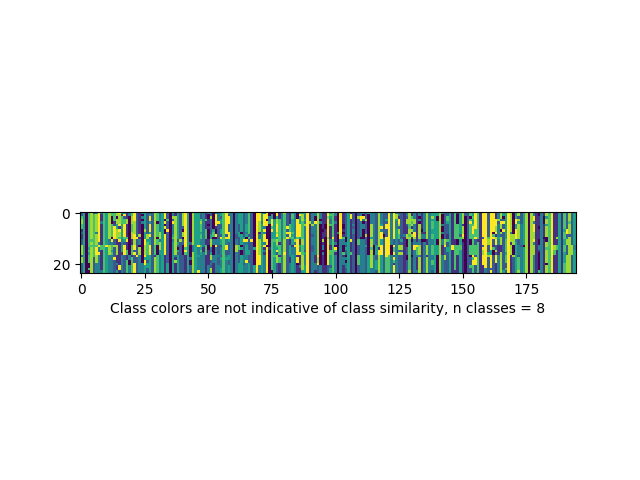 0
20
0 25 50 75 100 125 150 175
Class colors are not indicative of class similarity, n classes = 8